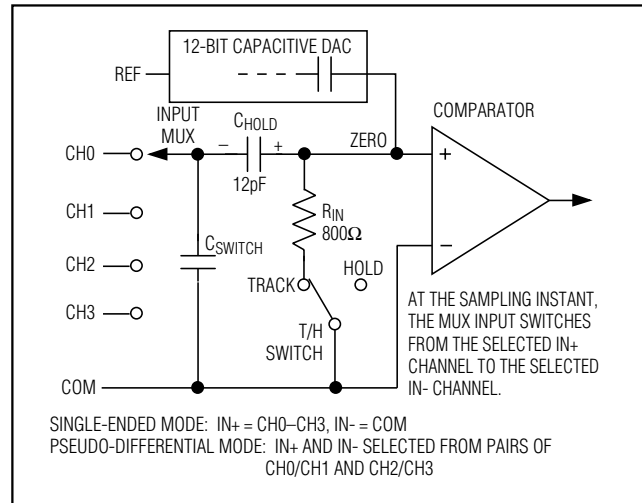 12-BIT CAPACITIVE DAC
REF
COMPARATOR
INPUT
MUX
CHOLD
ZERO
− +
+
CH0
12pF
RIN
800Ω
CH1
CSWITCH
−
HOLD
CH2
TRACK
AT THE SAMPLING INSTANT,
THE MUX INPUT SWITCHES
FROM THE SELECTED IN+
CHANNEL TO THE SELECTED
IN- CHANNEL.
CH3
T/H
SWITCH
COM
SINGLE-ENDED MODE: IN+ = CH0–CH3, IN- = COM
PSEUDO-DIFFERENTIAL MODE: IN+ AND IN- SELECTED FROM PAIRS OF
CH0/CH1 AND CH2/CH3